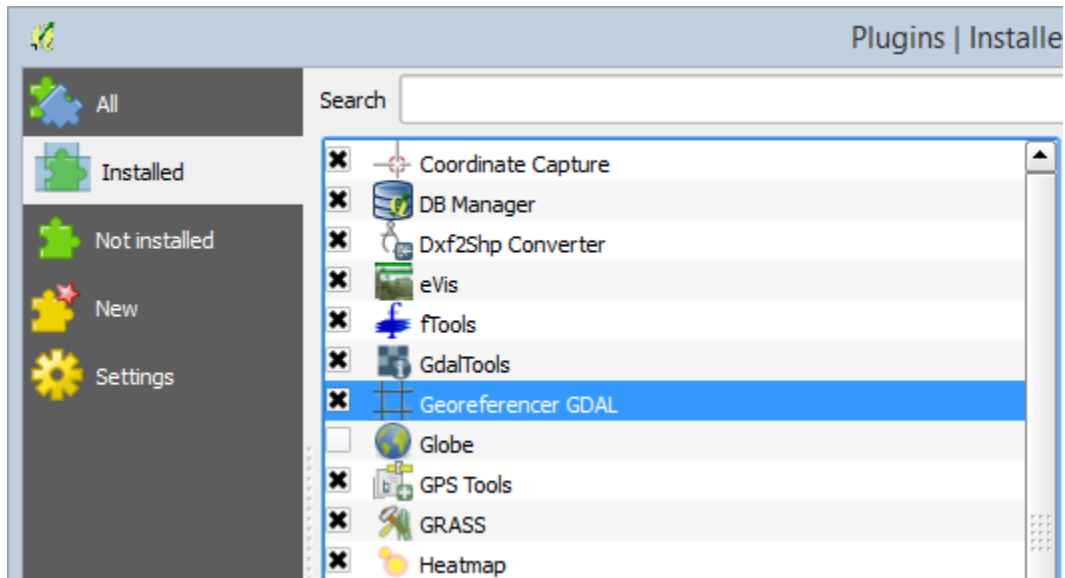 Plugins | Installe
All
Installed
Not installed
New
Settings
Search
Coordinate Capture
DB Manager
Dxf2Shp Converter
eVis
fTools
GdalTools
Georeferencer GDAL
Globe
GPS Tools
GRASS
Heatmap